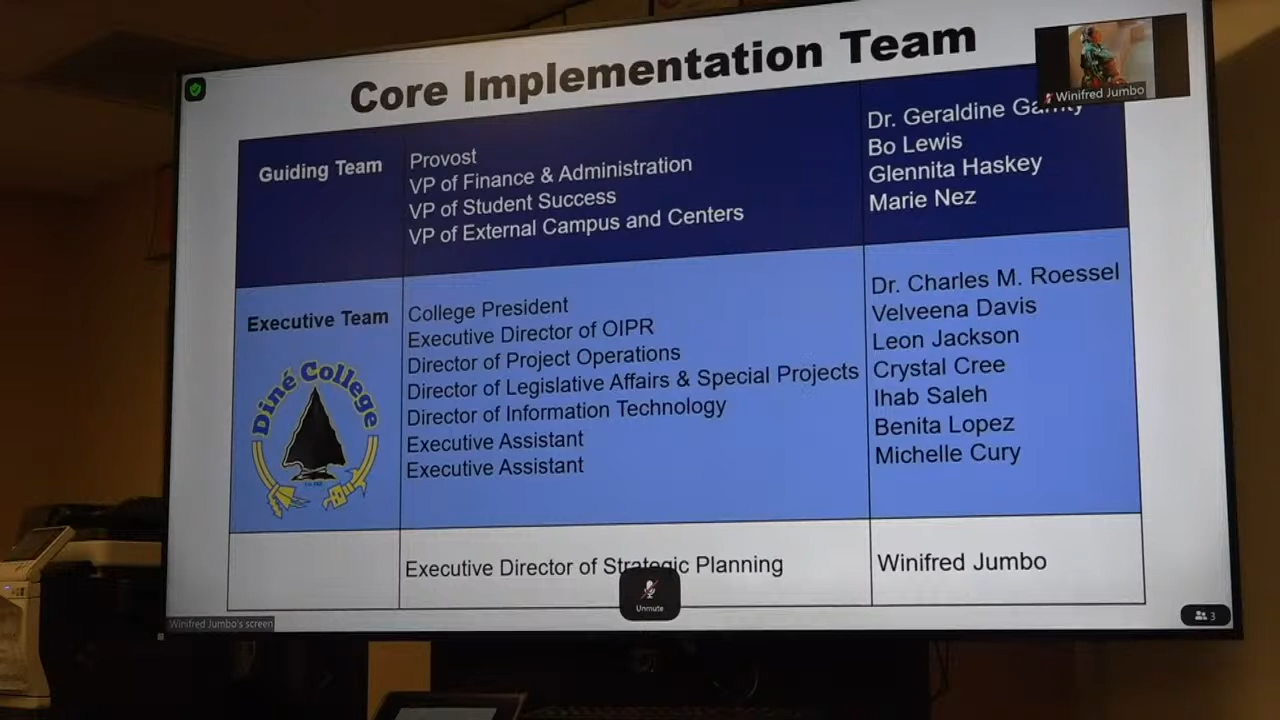 Core Implementation Team
Winifred Jumbo
Guiding Team
Provost
VP of Finance & Administration
VP of Student Success
VP of External Campus and Centers
Dr. Geraldine
Bo Lewis
Glennita Haskey
Marie Nez
Executive Team
Diné College
College President
Executive Director of OIPR
Director of Project Operations
Director of Legislative Affairs & Special Projects
Director of Information Technology
Executive Assistant
Executive Assistant
Dr. Charles M. Roessel
Velveena Davis
Leon Jackson
Crystal Cree
Ihab Saleh
Benita Lopez
Michelle Cury
Executive Director of Strategic Planning
Winifred Jumbo
Unmute
Winifred Jumbo's screen
3